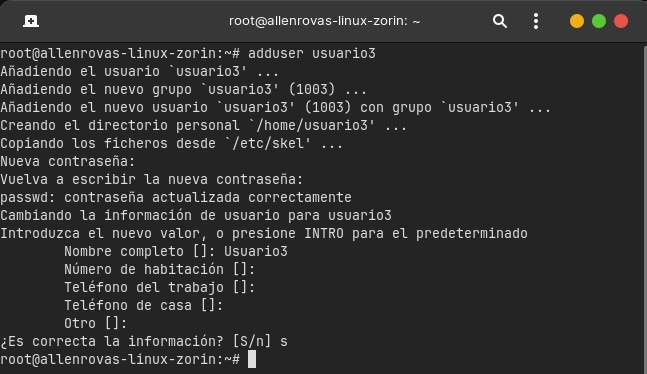 root@allenrovas-linux-zorin: ~
root@allenrovas-linux-zorin:~# adduser usuario3
Añadiendo el usuario `usuario3' ...
Añadiendo el nuevo grupo `usuario3' (1003) ...
Añadiendo el nuevo usuario `usuario3' (1003) con grupo `usuario3' ...
Creando el directorio personal `/home/usuario3' ...
Copiando los ficheros desde `/etc/skel' ...
Nueva contraseña:
Vuelva a escribir la nueva contraseña:
passwd: contraseña actualizada correctamente
Cambiando la información de usuario para usuario3
Introduzca el nuevo valor, o presione INTRO para el predeterminado
        Nombre completo []: Usuario3
        Número de habitación []:
        Teléfono del trabajo []:
        Teléfono de casa []:
        Otro []:
¿Es correcta la información? [S/n] s
root@allenrovas-linux-zorin:~#